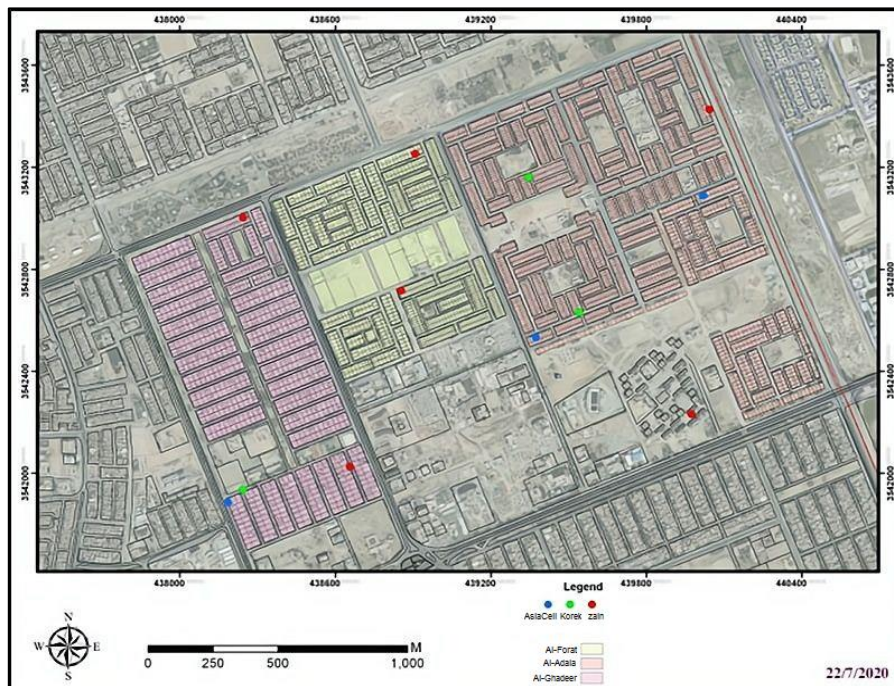 438000 438600 439200 439800 440400
3543600 3543600
3543200 3543200
3542800 3542800
3542400 3542400
3542000 3542000
438000 438600 439200 439800 440400
Legend
AsiaCell Korek zain
Al-Forat
Al-Adala
Al-Ghadeer
N
W E
S
M
0 250 500 1,000
22/7/2020